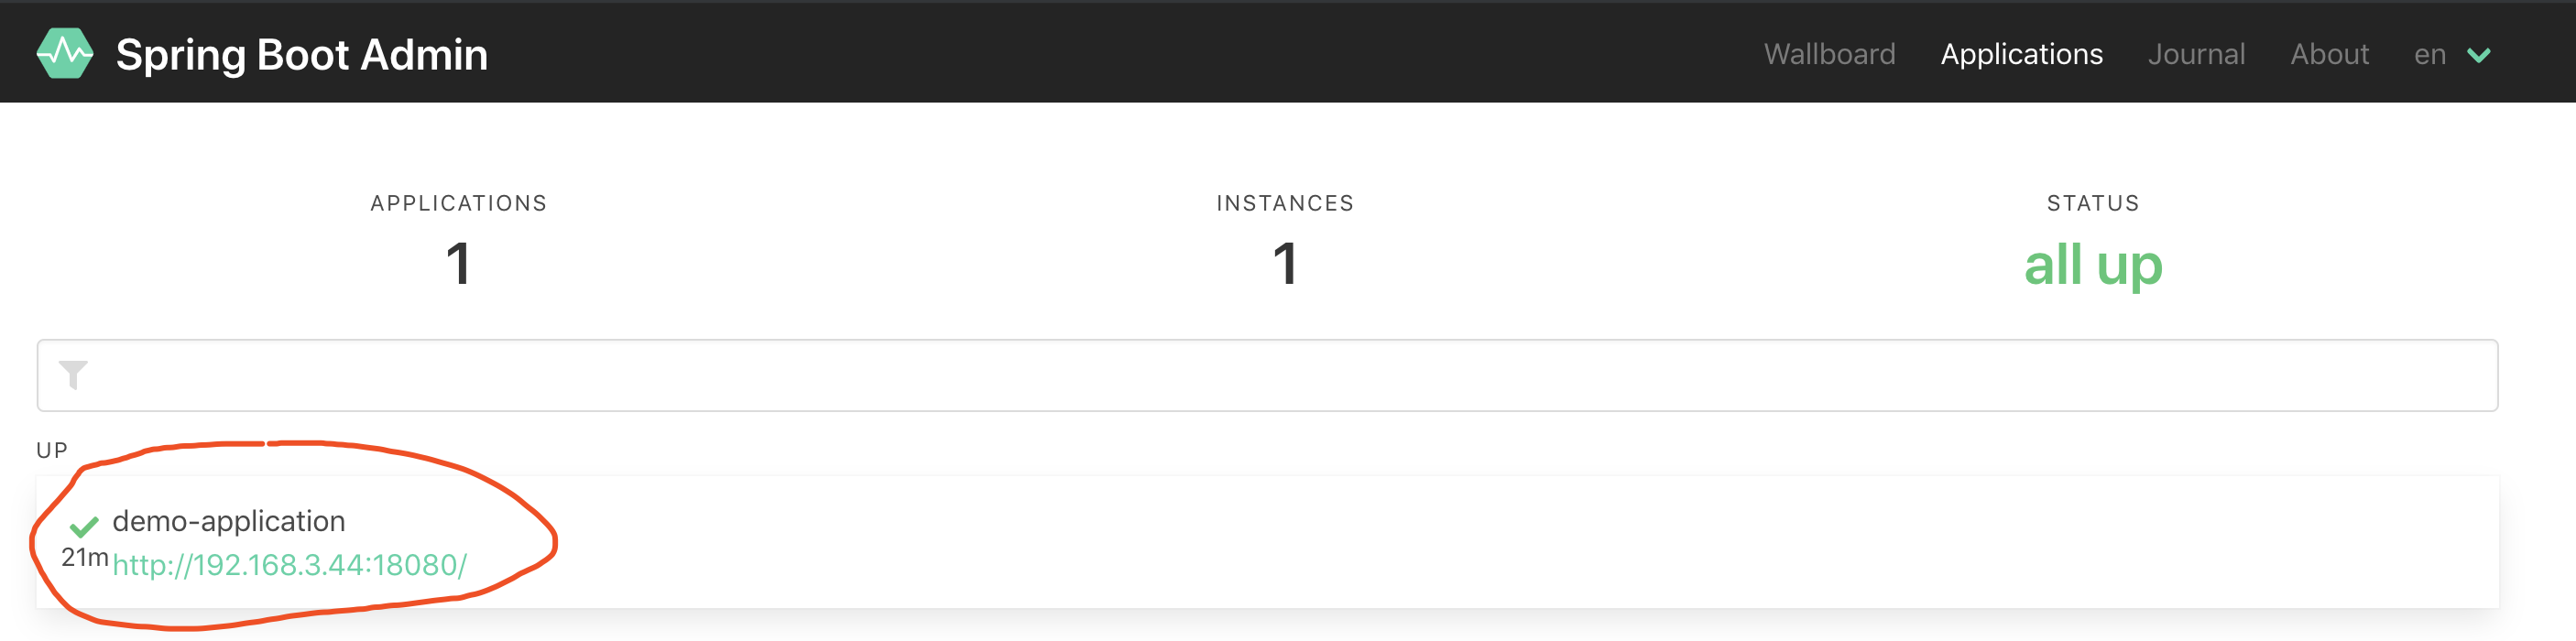 Spring Boot Admin
Wallboard Applications Journal About en
APPLICATIONS INSTANCES STATUS
1 1 all up
UP
demo-application
21m http://192.168.3.44:18080/